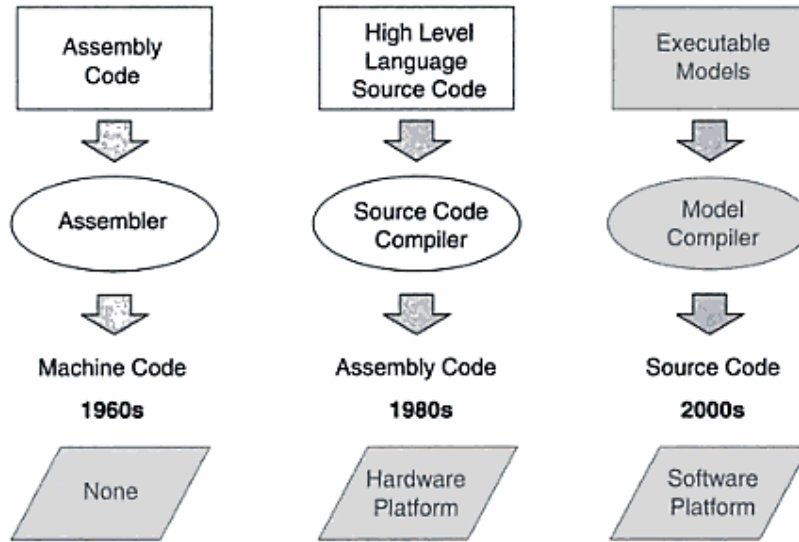 Assembly
Code
High Level
Language
Source Code
Executable
Models
Assembler
Source Code
Compiler
Model
Compiler
Machine Code
Assembly Code
Source Code
1960s
1980s
2000s
None
Hardware
Platform
Software
Platform